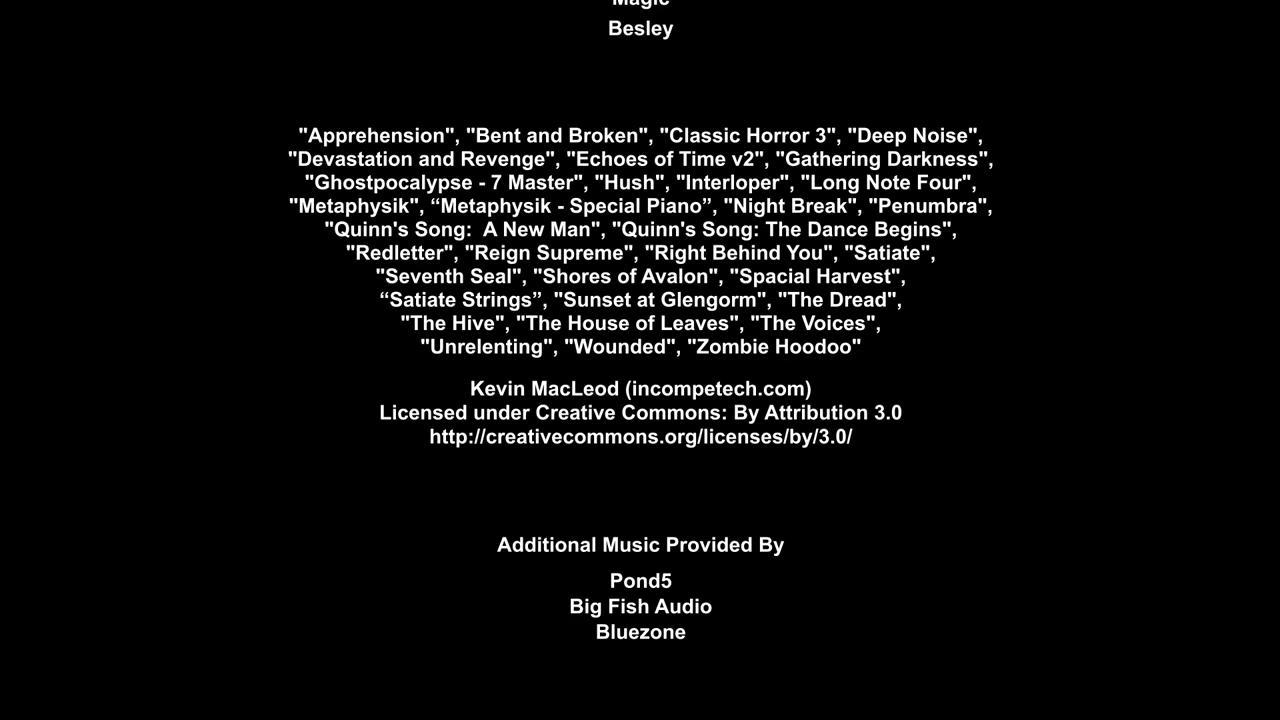 Magic
Besley
"Apprehension", "Bent and Broken", "Classic Horror 3", "Deep Noise",
"Devastation and Revenge", "Echoes of Time v2", "Gathering Darkness",
"Ghostpocalypse - 7 Master", "Hush", "Interloper", "Long Note Four",
"Metaphysik", “Metaphysik - Special Piano”, "Night Break", "Penumbra",
"Quinn's Song:  A New Man", "Quinn's Song: The Dance Begins",
"Redletter", "Reign Supreme", "Right Behind You", "Satiate",
"Seventh Seal", "Shores of Avalon", "Spacial Harvest",
“Satiate Strings”, "Sunset at Glengorm", "The Dread",
"The Hive", "The House of Leaves", "The Voices",
"Unrelenting", "Wounded", "Zombie Hoodoo"
Kevin MacLeod (incompetech.com)
Licensed under Creative Commons: By Attribution 3.0
http://creativecommons.org/licenses/by/3.0/
Additional Music Provided By
Pond5
Big Fish Audio
Bluezone